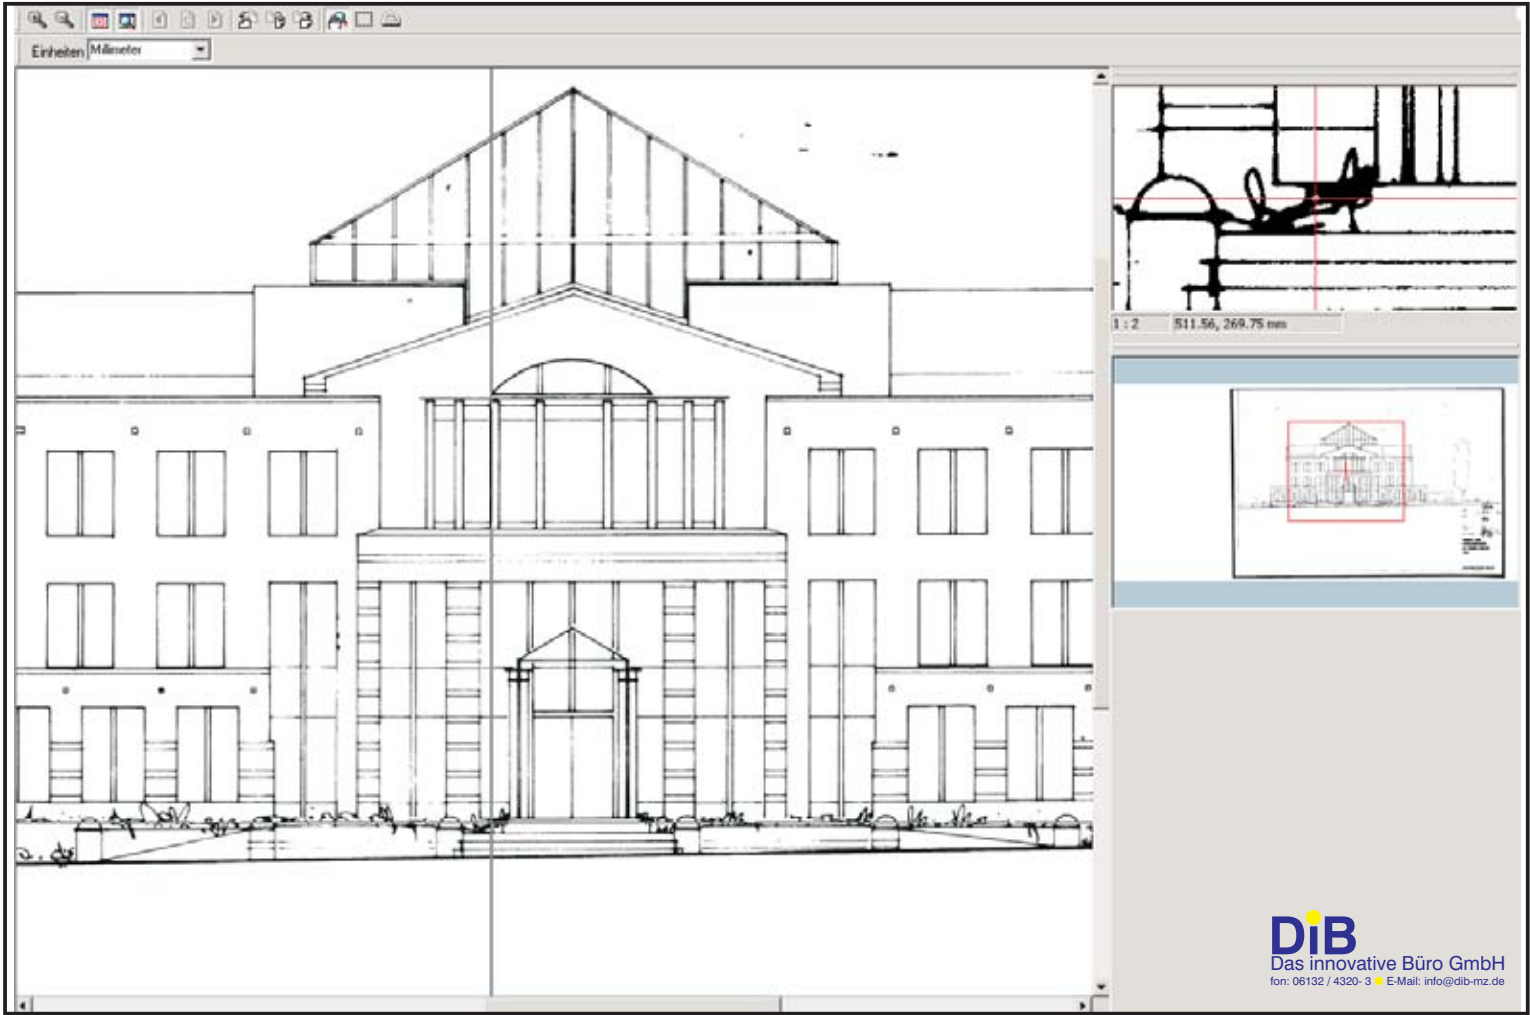 Einheiten Milimeter
1 : 2 511.56, 269.75 mm
DiB
Das innovative Büro GmbH
fon: 06132 / 4320- 3 E-Mail: info@dib-mz.de